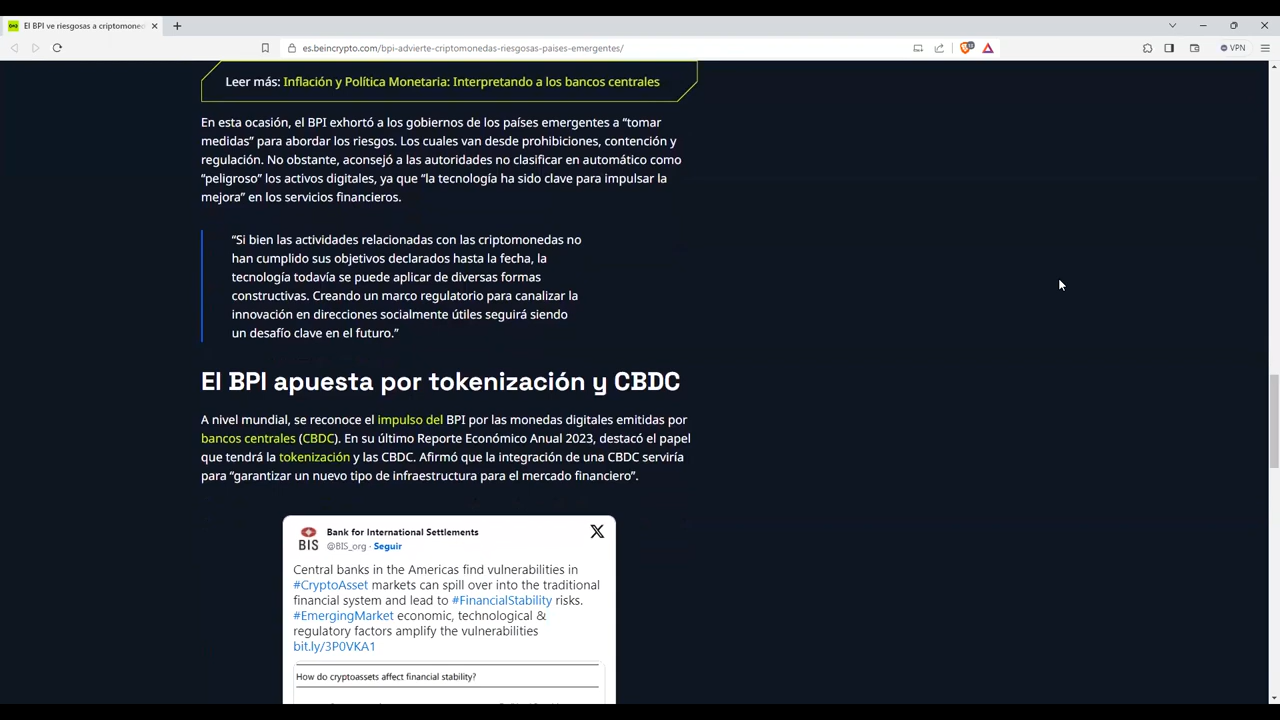 El BPI ve riesgosas a criptomoned
es.beincrypto.com/bpi-advierte-criptomonedas-riesgosas-paises-emergentes/
VPN
Leer más: Inflación y Política Monetaria: Interpretando a los bancos centrales
En esta ocasión, el BPI exhortó a los gobiernos de los países emergentes a “tomar
medidas” para abordar los riesgos. Los cuales van desde prohibiciones, contención y
regulación. No obstante, aconsejó a las autoridades no clasificar en automático como
“peligroso” los activos digitales, ya que “la tecnología ha sido clave para impulsar la
mejora” en los servicios financieros.
“Si bien las actividades relacionadas con las criptomonedas no
han cumplido sus objetivos declarados hasta la fecha, la
tecnología todavía se puede aplicar de diversas formas
constructivas. Creando un marco regulatorio para canalizar la
innovación en direcciones socialmente útiles seguirá siendo
un desafío clave en el futuro.”
El BPI apuesta por tokenización y CBDC
A nivel mundial, se reconoce el impulso del BPI por las monedas digitales emitidas por
bancos centrales (CBDC). En su último Reporte Económico Anual 2023, destacó el papel
que tendrá la tokenización y las CBDC. Afirmó que la integración de una CBDC serviría
para “garantizar un nuevo tipo de infraestructura para el mercado financiero”.
BIS
Bank for International Settlements
@BIS_org · Seguir
Central banks in the Americas find vulnerabilities in
#CryptoAsset markets can spill over into the traditional
financial system and lead to #FinancialStability risks.
#EmergingMarket economic, technological &
regulatory factors amplify the vulnerabilities
bit.ly/3P0VKA1
How do cryptoassets affect financial stability?